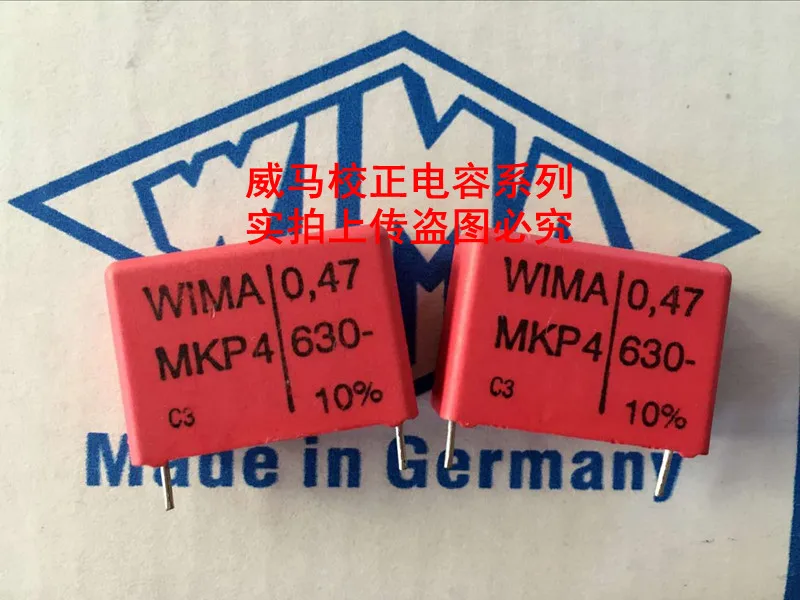 WIMA
威马校正电容系列
实拍上传盗图必究
WIMA 0,47
MKP4 630-
C3 10%
WIMA 0,47
MKP4 630-
C3 10%
Made in Germany